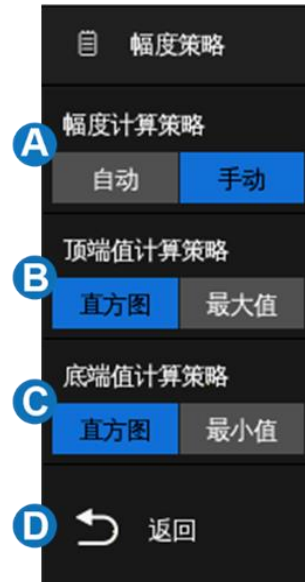 幅度策略
A
幅度计算策略
自动 手动
B
顶端值计算策略
直方图 最大值
C
底端值计算策略
直方图 最小值
D
返回